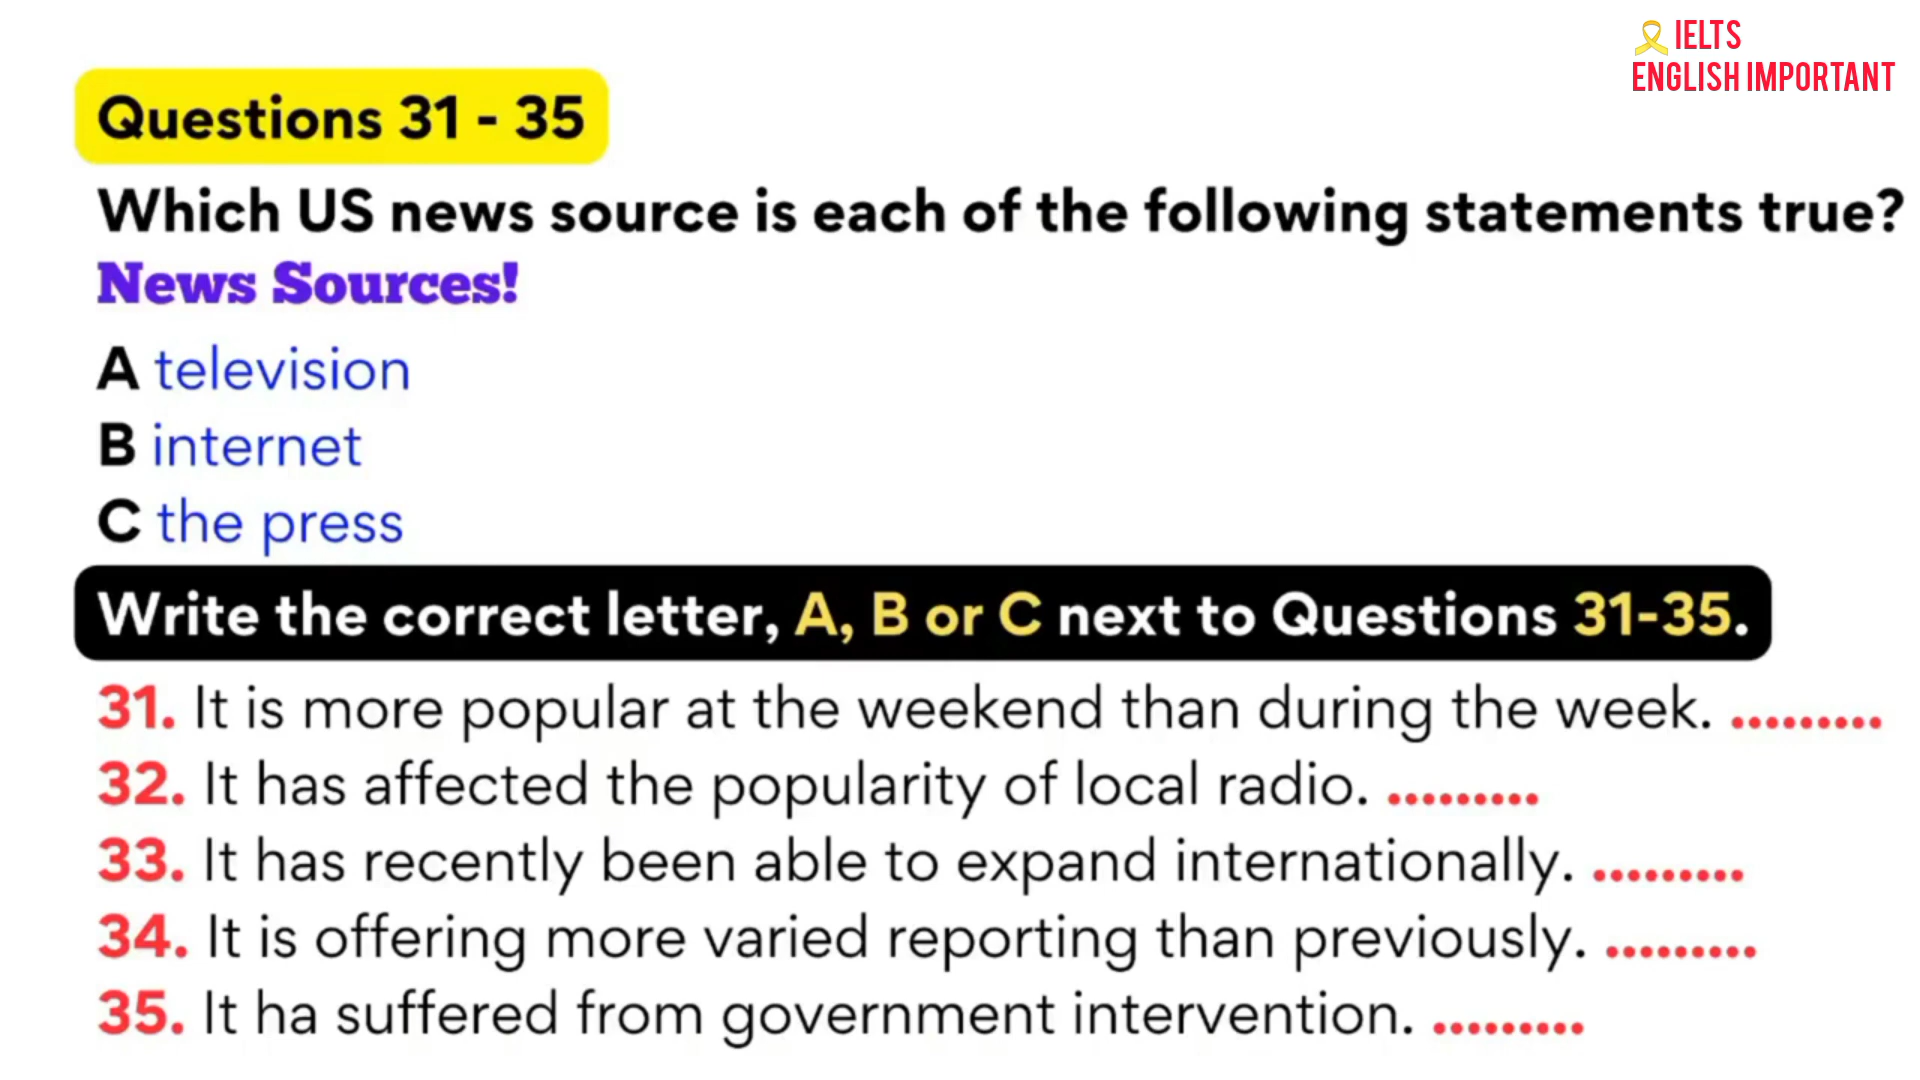 IELTS
ENGLISH IMPORTANT
Questions 31 - 35
Which US news source is each of the following statements true?
News Sources!
A television
B internet
C the press
Write the correct letter, A, B or C next to Questions 31-35.
31. It is more popular at the weekend than during the week. .........
32. It has affected the popularity of local radio. .........
33. It has recently been able to expand internationally. .........
34. It is offering more varied reporting than previously. .........
35. It ha suffered from government intervention. .........